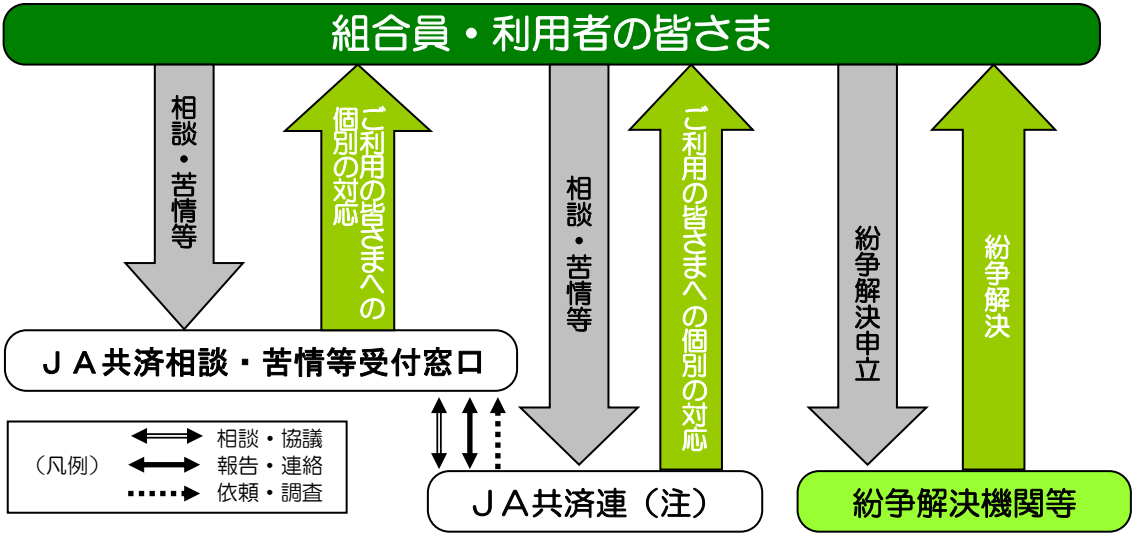 組合員・利用者の皆さま
相談・苦情等
ご利用の皆さまへの
個別の対応
相談・苦情等
ご利用の皆さまへの個別の対応
紛争解決申立
紛争解決
ＪＡ共済相談・苦情等受付窓口
（凡例）
相談・協議
報告・連絡
依頼・調査
ＪＡ共済連（注）
紛争解決機関等